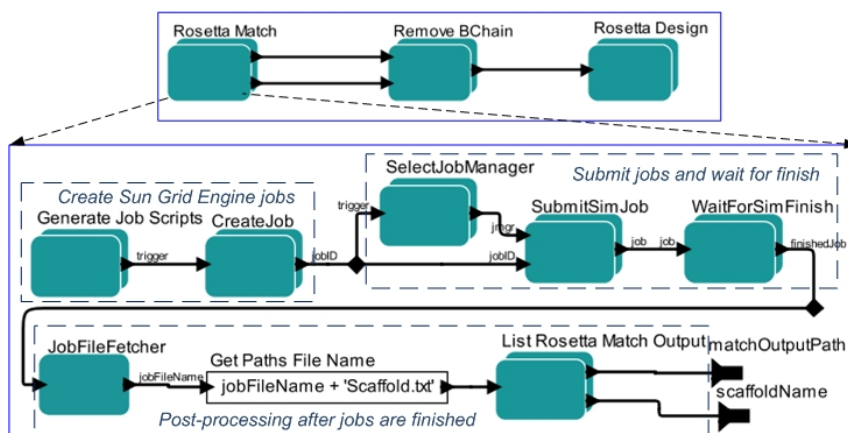 Rosetta Match
Remove BChain
Rosetta Design
Create Sun Grid Engine jobs
Generate Job Scripts
CreateJob
trigger
jobID
Submit jobs and wait for finish
SelectJobManager
trigger
jmgr
jobID
SubmitSimJob
job
job
WaitForSimFinish
finishedJob
JobFileFetcher
jobFileName
Get Paths File Name
jobFileName + 'Scaffold.txt'
List Rosetta Match Output
matchOutputPath
scaffoldName
Post-processing after jobs are finished